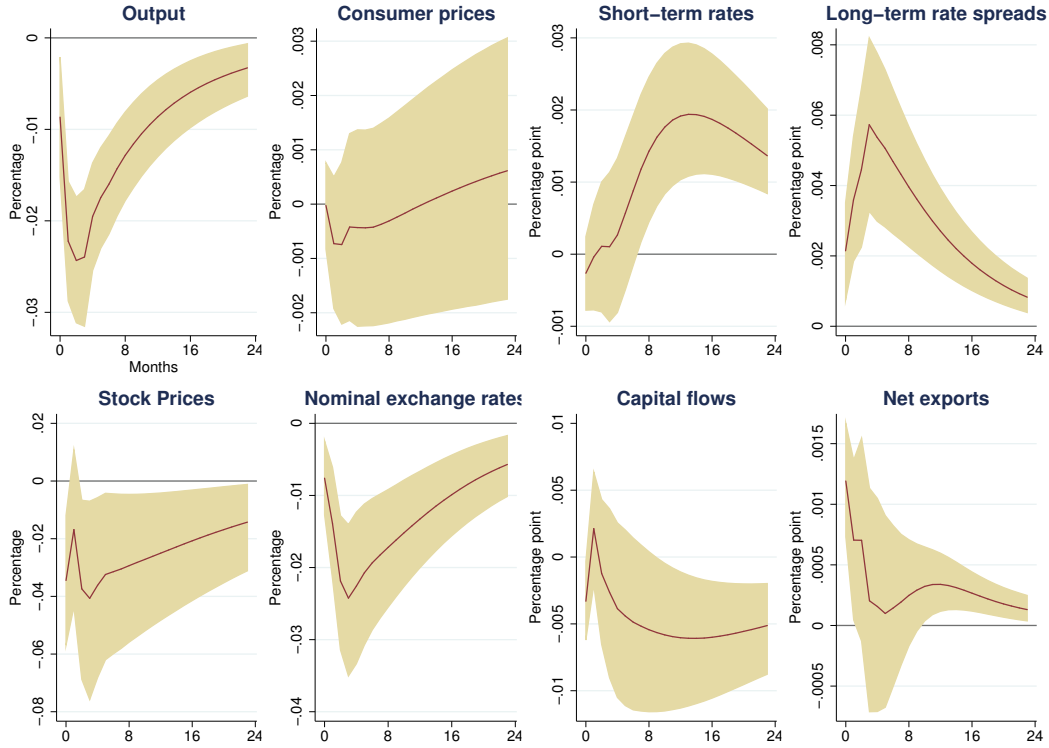 Output
Percentage
0
−.01
−.02
−.03
0 8 16 24
Months
Consumer prices
Percentage
.003
.002
.001
0
−.001
−.002
0 8 16 24
Short−term rates
Percentage point
.003
.002
.001
0
−.001
0 8 16 24
Long−term rate spreads
Percentage point
.008
.006
.004
.002
0
0 8 16 24
Stock Prices
Percentage
.02
0
−.02
−.04
−.06
−.08
0 8 16 24
Nominal exchange rates
Percentage
0
−.01
−.02
−.03
−.04
0 8 16 24
Capital flows
Percentage point
.01
.005
0
−.005
−.01
0 8 16 24
Net exports
Percentage point
.0015
.001
.0005
0
−.0005
0 8 16 24